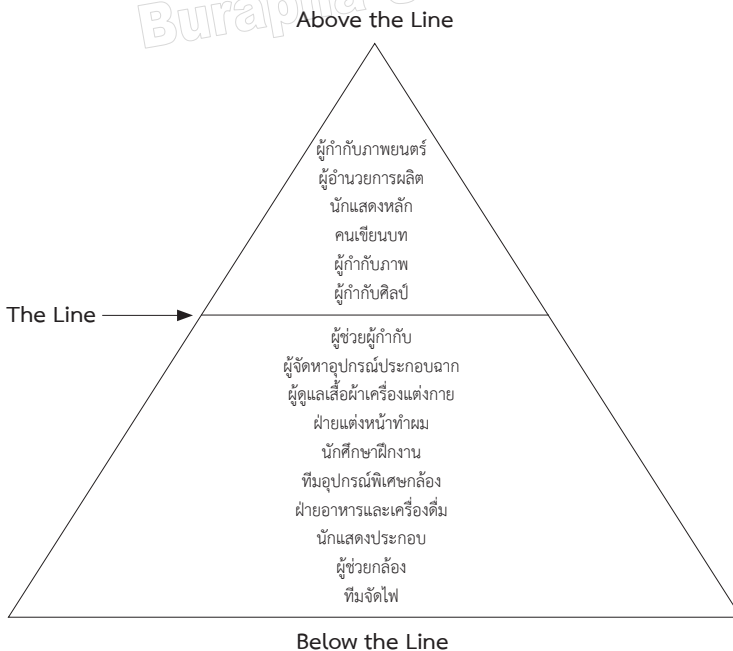 Burapha
Above the Line
ผู้กำกับภาพยนตร์
ผู้อำนวยการผลิต
นักแสดงหลัก
คนเขียนบท
ผู้กำกับภาพ
ผู้กำกับศิลป์
The Line
ผู้ช่วยผู้กำกับ
ผู้จัดหาอุปกรณ์ประกอบฉาก
ผู้ดูแลเสื้อผ้าเครื่องแต่งกาย
ฝ่ายแต่งหน้าทำผม
นักศึกษาฝึกงาน
ทีมอุปกรณ์พิเศษกล้อง
ฝ่ายอาหารและเครื่องดื่ม
นักแสดงประกอบ
ผู้ช่วยกล้อง
ทีมจัดไฟ
Below the Line